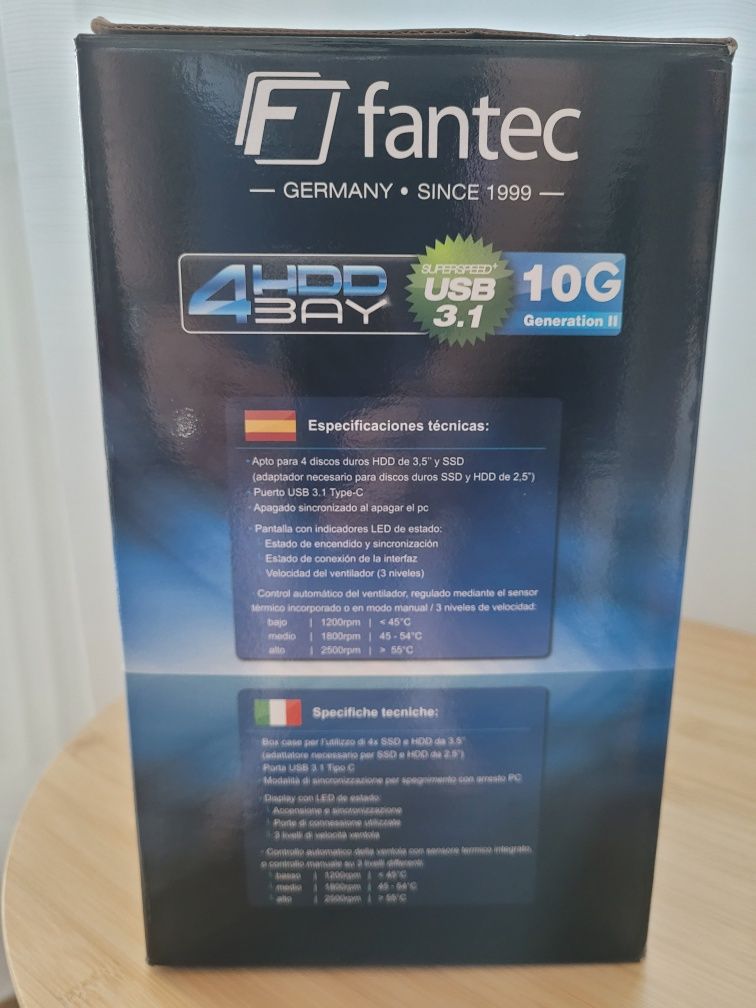 F fantec
— GERMANY • SINCE 1999 —
4 HDD BAY
SUPERSPEED+
USB
3.1
10G
Generation II
Especificaciones técnicas:
· Apto para 4 discos duros HDD de 3,5" y SSD
(adaptador necesario para discos duros SSD y HDD de 2,5")
· Puerto USB 3.1 Type-C
· Apagado sincronizado al apagar el pc
· Pantalla con indicadores LED de estado:
Estado de encendido y sincronización
Estado de conexión de la interfaz
Velocidad del ventilador (3 niveles)
· Control automático del ventilador, regulado mediante el sensor
térmico incorporado o en modo manual / 3 niveles de velocidad:
bajo | 1200rpm | < 45°C
medio | 1800rpm | 45 - 54°C
alto | 2500rpm | > 55°C
Specifiche tecniche:
Box case per l'utilizzo di 4x SSD e HDD da 3.5"
(adattatore necessario per SSD e HDD da 2.5")
· Porta USB 3.1 Tipo C
· Modalità di sincronizzazione per spegnimento con arresto PC
· Display con LED de estado:
Accensione e sincronizzazione
Porte di connessione utilizzate
3 livelli di velocità ventola
· Controllo automatico della ventola con sensore termico integrato,
o controllo manuale su 3 livelli differenti:
basso | 1200rpm | < 45°C
medio | 1800rpm | 45 - 54°C
alto | 2500rpm | > 55°C